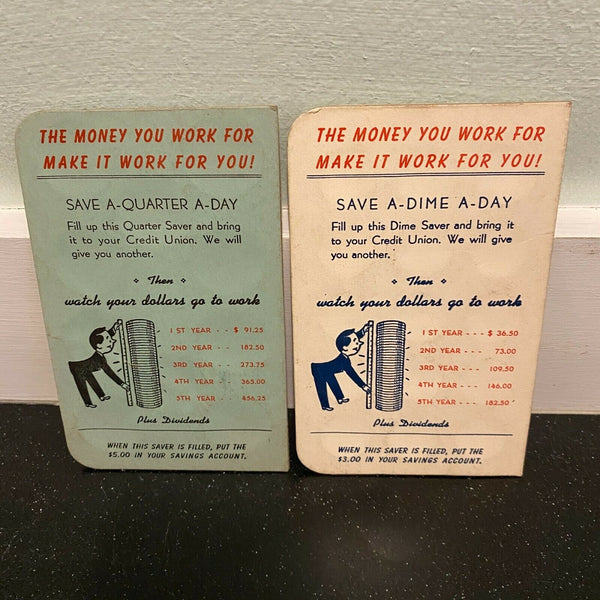 THE MONEY YOU WORK FOR
MAKE IT WORK FOR YOU!
SAVE A-QUARTER A-DAY
Fill up this Quarter Saver and bring
it to your Credit Union. We will
give you another.
Then
watch your dollars go to work
1 ST YEAR - - - $ 91.25
2ND YEAR - - - 182.50
3RD YEAR - - - 273.75
4TH YEAR - - - 365.00
5TH YEAR - - - 456.25
Plus Dividends
WHEN THIS SAVER IS FILLED, PUT THE
$5.00 IN YOUR SAVINGS ACCOUNT.
THE MONEY YOU WORK FOR
MAKE IT WORK FOR YOU!
SAVE A-DIME A-DAY
Fill up this Dime Saver and bring
it to your Credit Union. We will
give you another.
Then
watch your dollars go to work
1 ST YEAR - - - $ 36.50
2ND YEAR - - - 73.00
3RD YEAR - - - 109.50
4TH YEAR - - - 146.00
5TH YEAR - - - 182.50
Plus Dividends
WHEN THIS SAVER IS FILLED, PUT THE
$3.00 IN YOUR SAVINGS ACCOUNT.